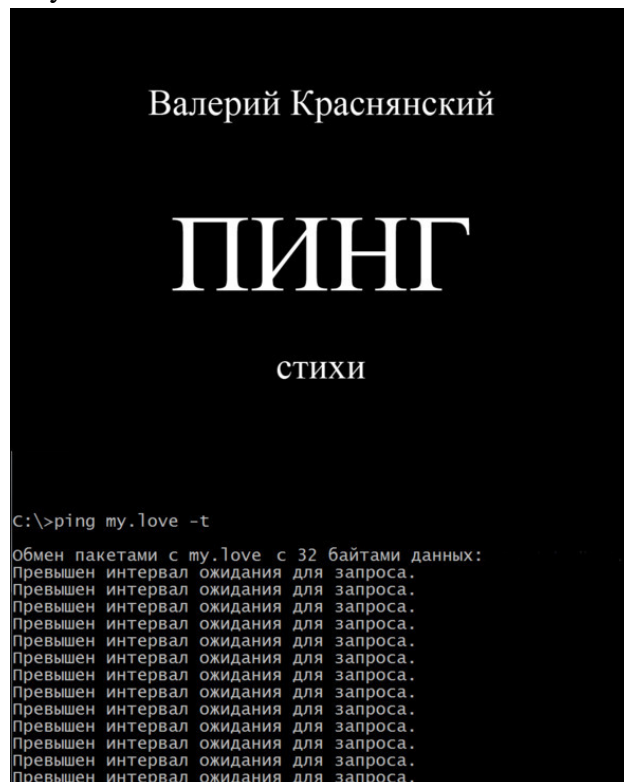 Валерий Краснянский
ПИНГ
стихи
C:\>ping my.love -t
Обмен пакетами с my.love с 32 байтами данных:
Превышен интервал ожидания для запроса.
Превышен интервал ожидания для запроса.
Превышен интервал ожидания для запроса.
Превышен интервал ожидания для запроса.
Превышен интервал ожидания для запроса.
Превышен интервал ожидания для запроса.
Превышен интервал ожидания для запроса.
Превышен интервал ожидания для запроса.
Превышен интервал ожидания для запроса.
Превышен интервал ожидания для запроса.
Превышен интервал ожидания для запроса.
Превышен интервал ожидания для запроса.
Превышен интервал ожидания для запроса.